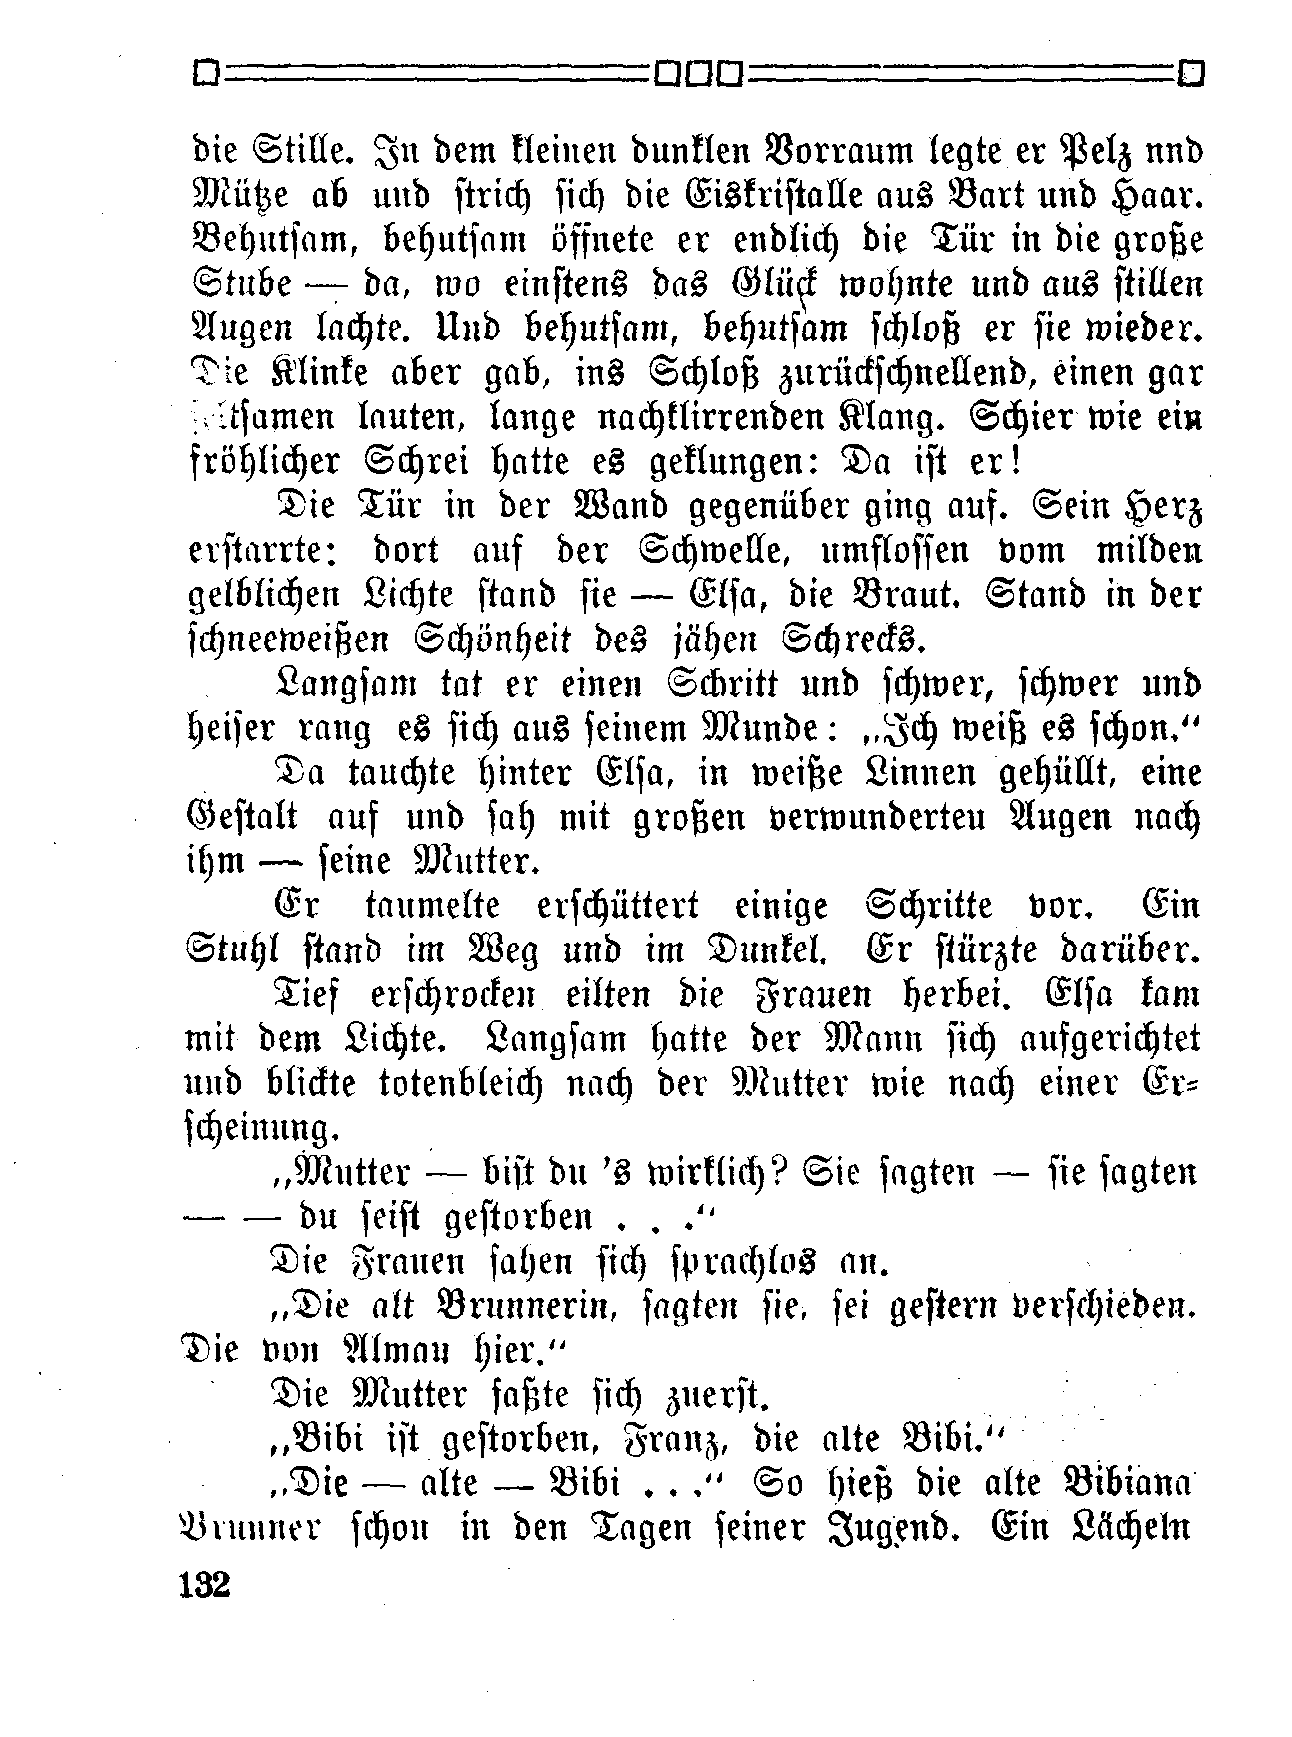 die Stille. In dem kleinen dunklen Vorraum legte er Pelz nnd
Mütze ab und strich sich die Eiskristalle aus Bart und Haar.
Behutsam, behutsam öffnete er endlich die Tür in die große
Stube — da, wo einstens das Glück wohnte und aus stillen
Augen lachte. Und behutsam, behutsam schloß er sie wieder.
Die Klinke aber gab, ins Schloß zurückschnellend, einen gar
seltsamen lauten, lange nachklirrenden Klang. Schier wie ein
fröhlicher Schrei hatte es geklungen: Da ist er!
Die Tür in der Wand gegenüber ging auf. Sein Herz
erstarrte: dort auf der Schwelle, umflossen vom milden
gelblichen Lichte stand sie — Elsa, die Braut. Stand in der
schneeweißen Schönheit des jähen Schrecks.
Langsam tat er einen Schritt und schwer, schwer und
heiser rang es sich aus seinem Munde: „Ich weiß es schon.“
Da tauchte hinter Elsa, in weiße Linnen gehüllt, eine
Gestalt auf und sah mit großen verwunderten Augen nach
ihm — seine Mutter.
Er taumelte erschüttert einige Schritte vor. Ein
Stuhl stand im Weg und im Dunkel. Er stürzte darüber.
Tief erschrocken eilten die Frauen herbei. Elsa kam
mit dem Lichte. Langsam hatte der Mann sich aufgerichtet
und blickte totenbleich nach der Mutter wie nach einer Er-
scheinung.
„Mutter — bist du 's wirklich? Sie sagten — sie sagten
— — du seist gestorben . . .“
Die Frauen sahen sich sprachlos an.
„Die alt Brunnerin, sagten sie, sei gestern verschieden.
Die von Almau hier.“
Die Mutter faßte sich zuerst.
„Bibi ist gestorben, Franz, die alte Bibi.“
„Die — alte — Bibi . . .“ So hieß die alte Bibiana
Brunner schon in den Tagen seiner Jugend. Ein Lächeln
132